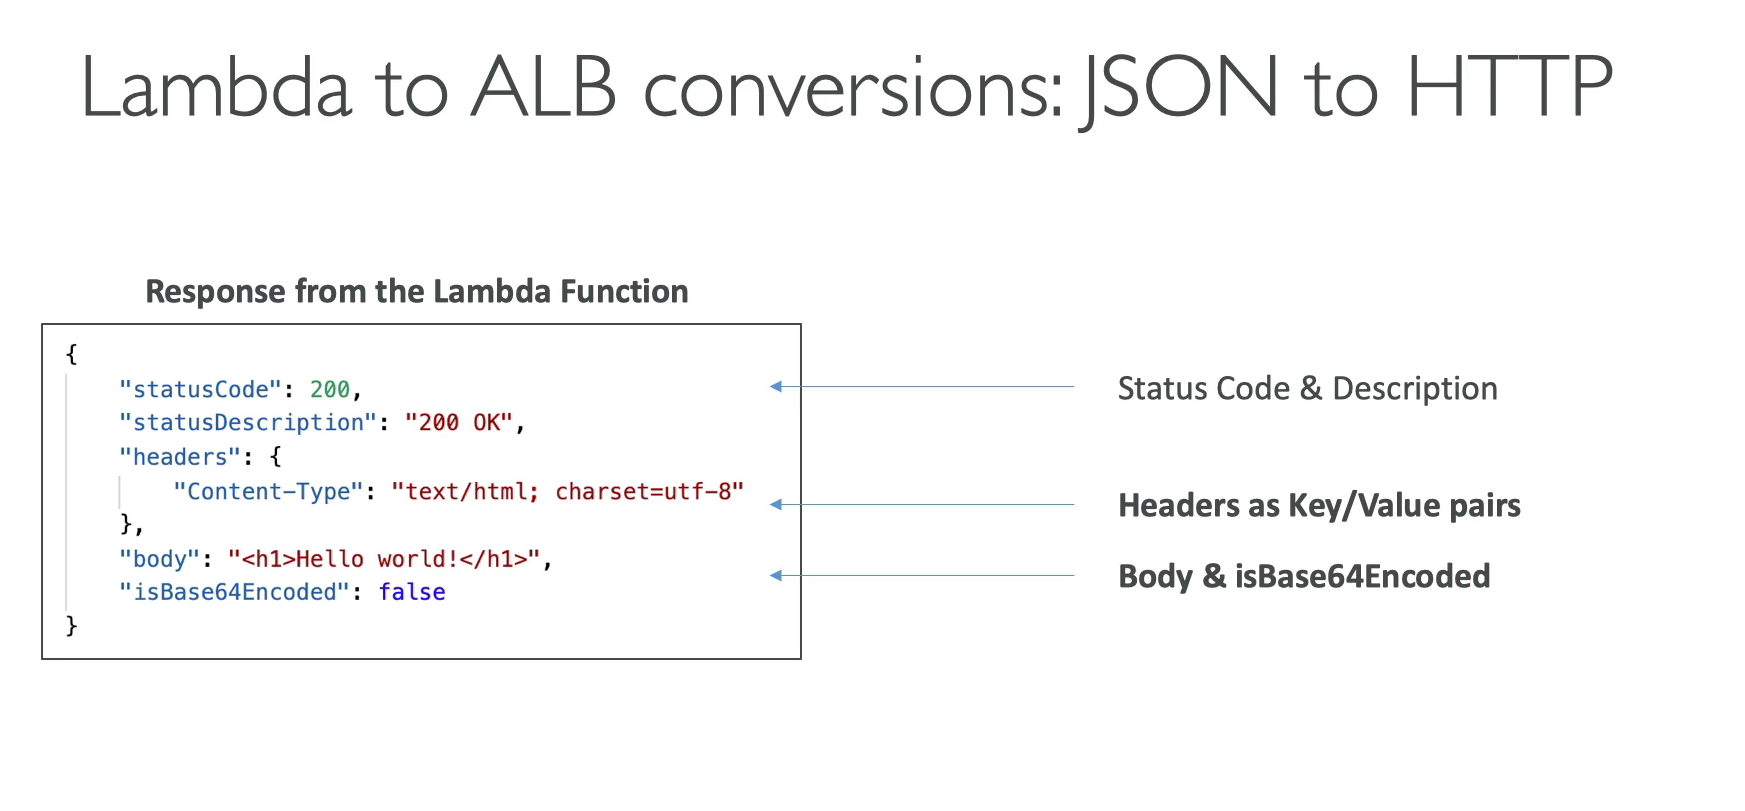 Lambda to ALB conversions: JSON to HTTP
Response from the Lambda Function
{
"statusCode": 200,
"statusDescription": "200 OK",
"headers": {
"Content-Type": "text/html; charset=utf-8"
},
"body": "<h1>Hello world!</h1>",
"isBase64Encoded": false
}
Status Code & Description
Headers as Key/Value pairs
Body & isBase64Encoded